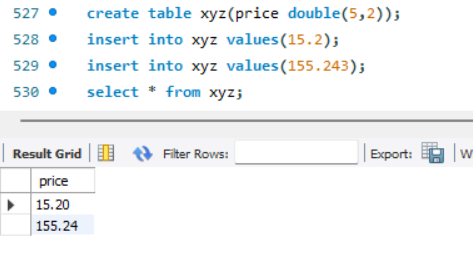 527 create table xyz(price double(5,2));
528 insert into xyz values(15.2);
529 insert into xyz values(155.243);
530 select * from xyz;
Result Grid Filter Rows: Export: W
price
15.20
155.24